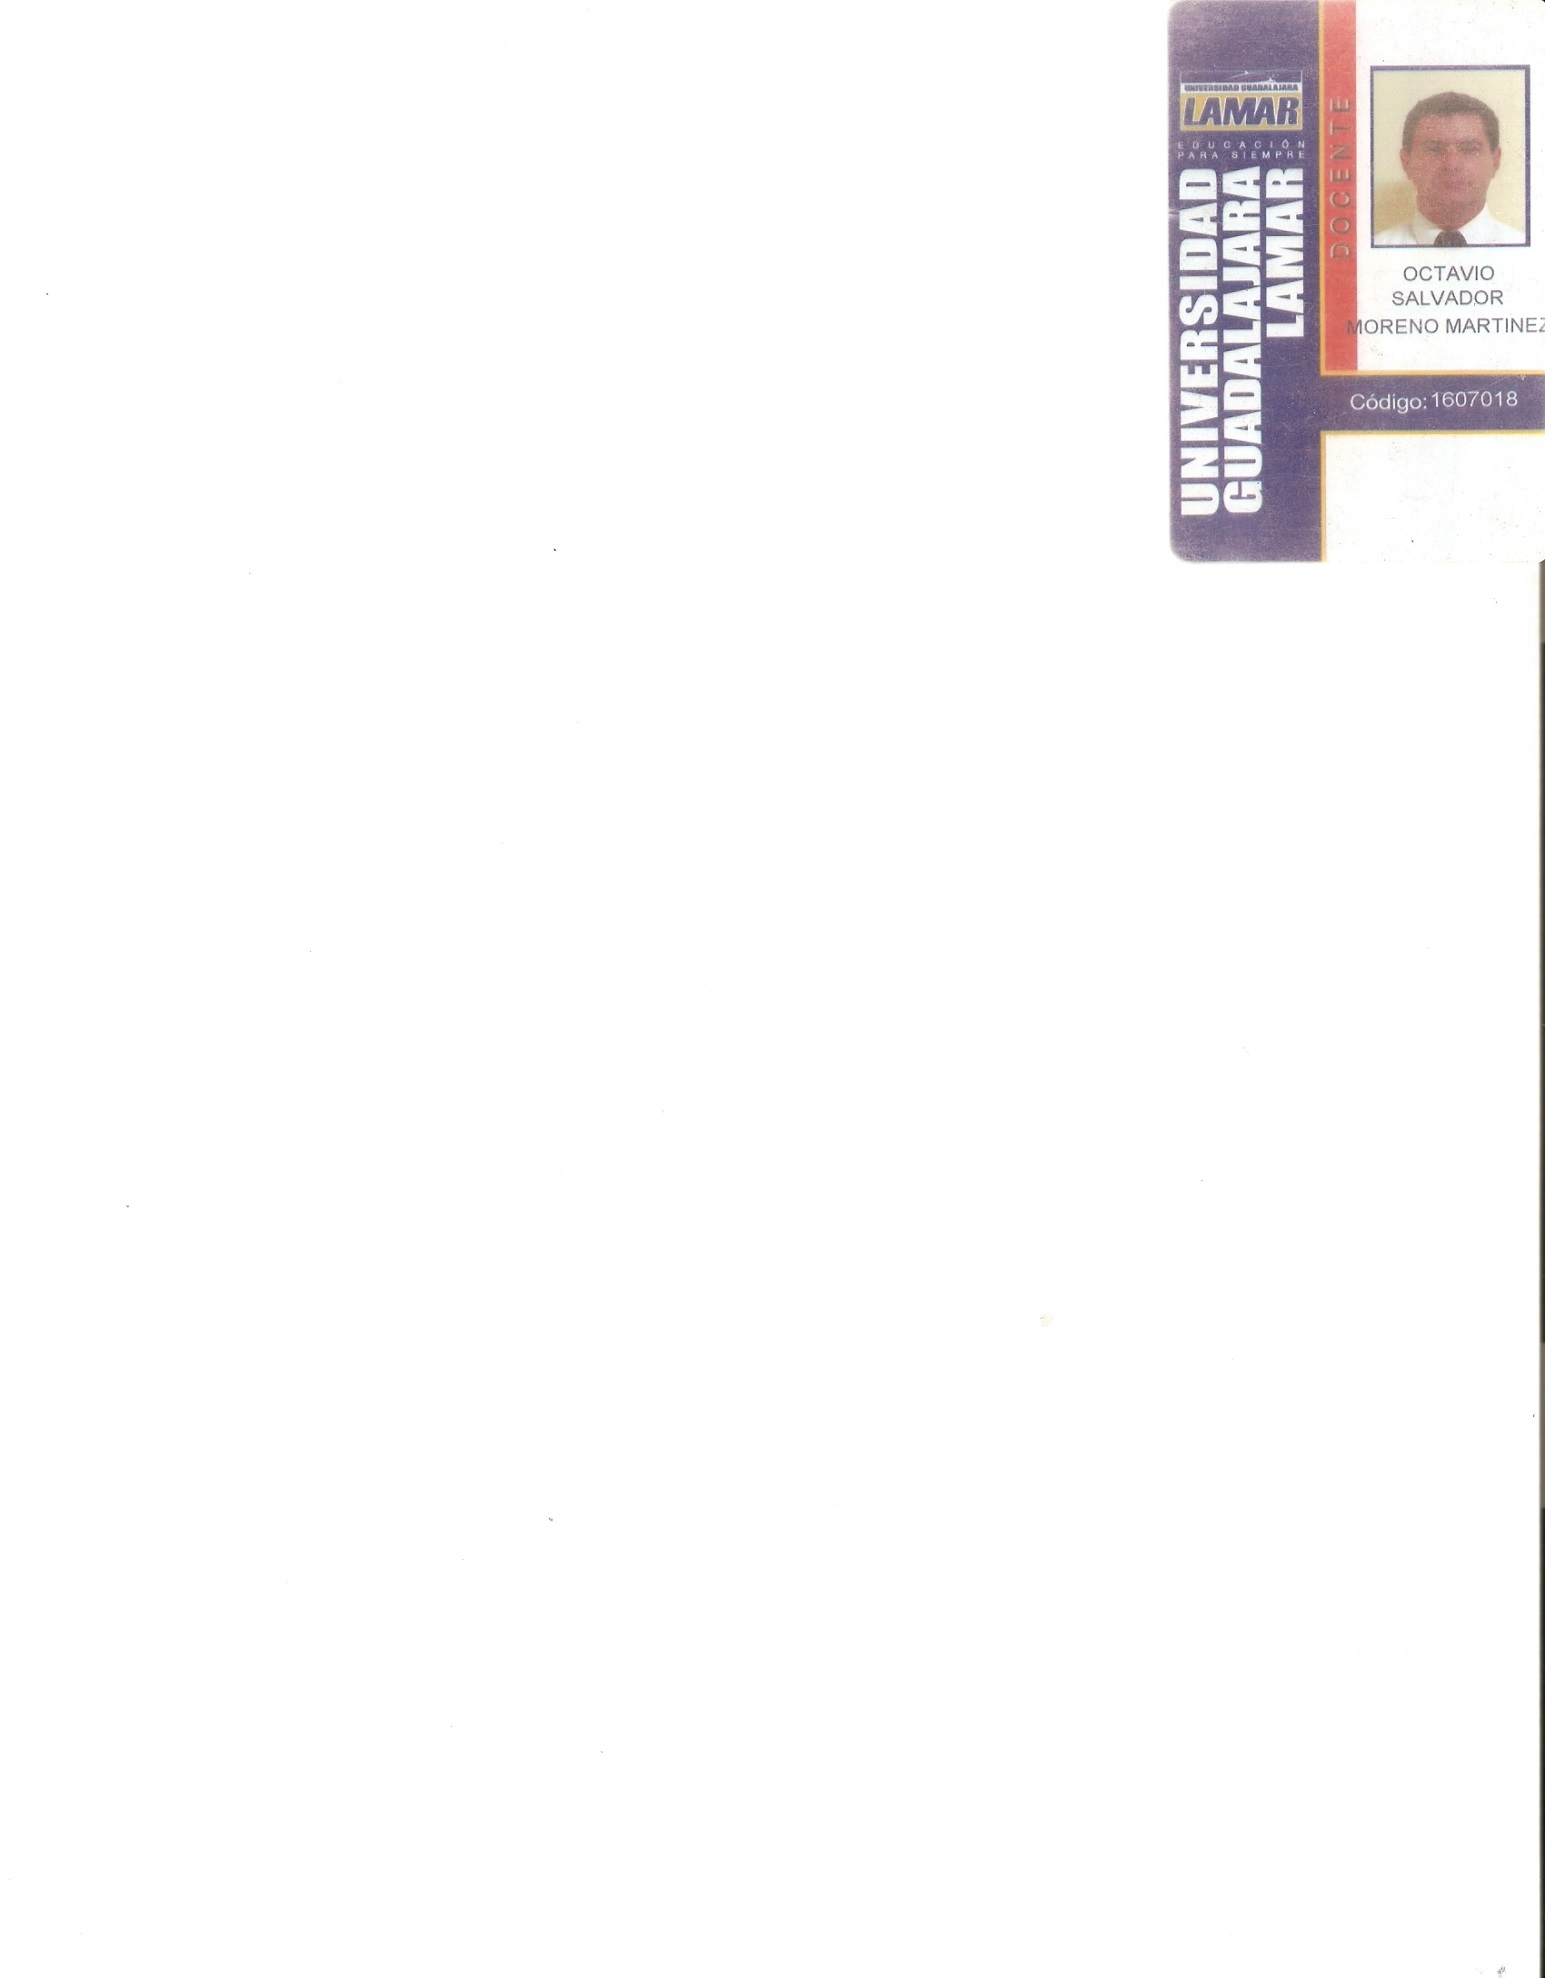 UNIVERSIDAD GUADALAJARA
LAMAR
EDUCACIÓN
PARA SIEMPRE
UNIVERSIDAD
GUADALAJARA
LAMAR
DOCENTE
OCTAVIO
SALVADOR
MORENO MARTINEZ
Código: 1607018